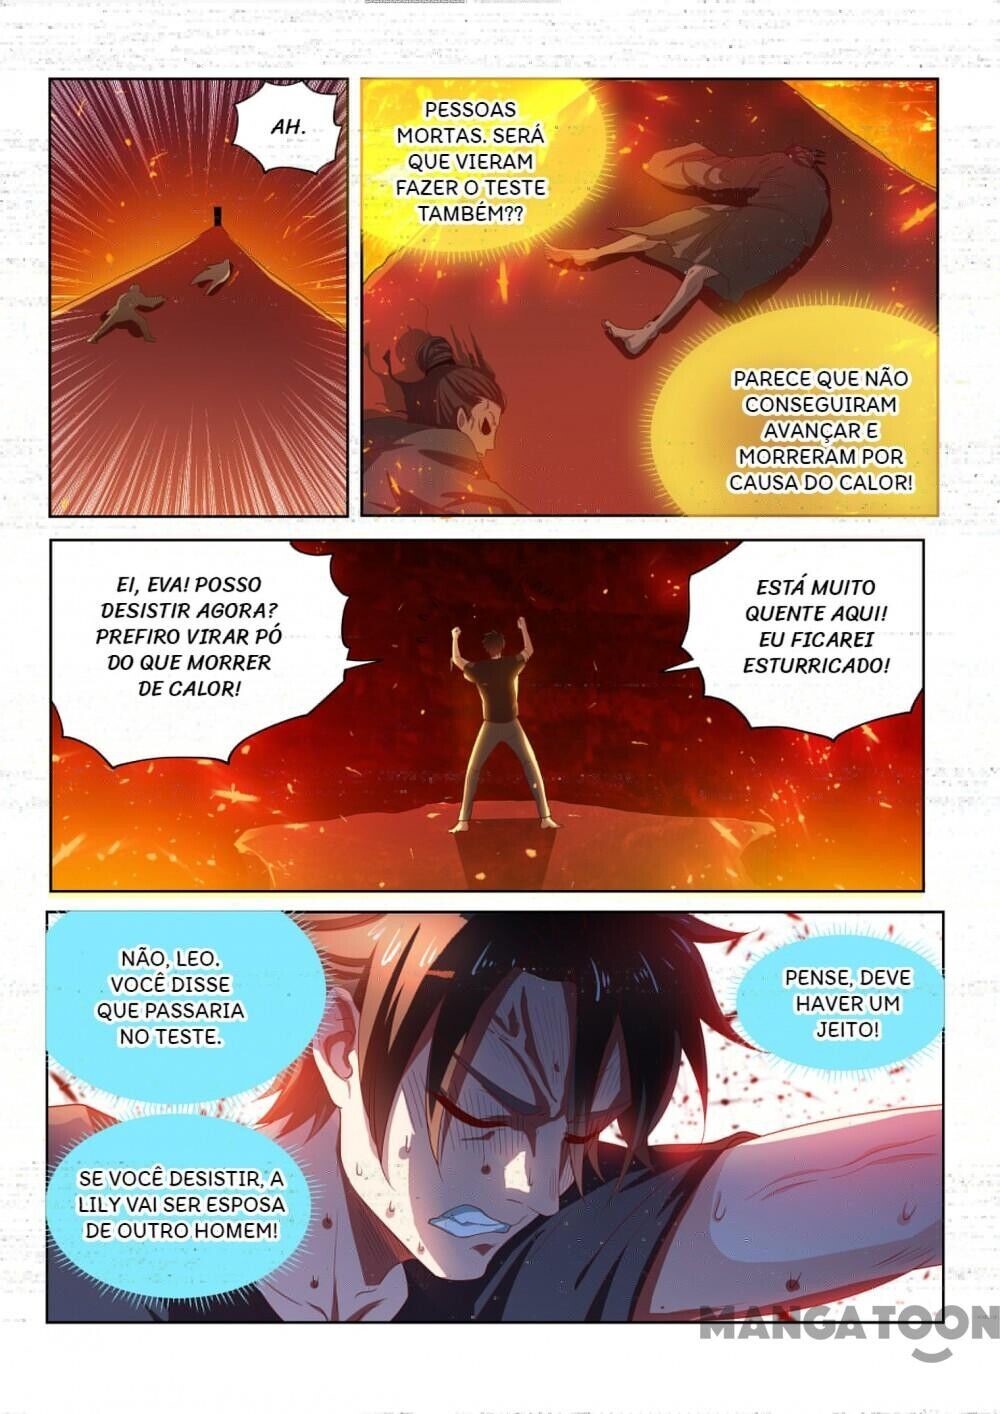 AH.
PESSOAS
MORTAS. SERÁ
QUE VIERAM
FAZER O TESTE
TAMBÉM??
PARECE QUE NÃO
CONSEGUIRAM
AVANÇAR E
MORRERAM POR
CAUSA DO CALOR!
EI, EVA! POSSO
DESISTIR AGORA?
PREFIRO VIRAR PÓ
DO QUE MORRER
DE CALOR!
ESTÁ MUITO
QUENTE AQUI!
EU FICAREI
ESTURRICADO!
NÃO, LEO.
VOCÊ DISSE
QUE PASSARIA
NO TESTE.
PENSE, DEVE
HAVER UM
JEITO!
SE VOCÊ DESISTIR, A
LILY VAI SER ESPOSA
DE OUTRO HOMEM!
MANGATOON